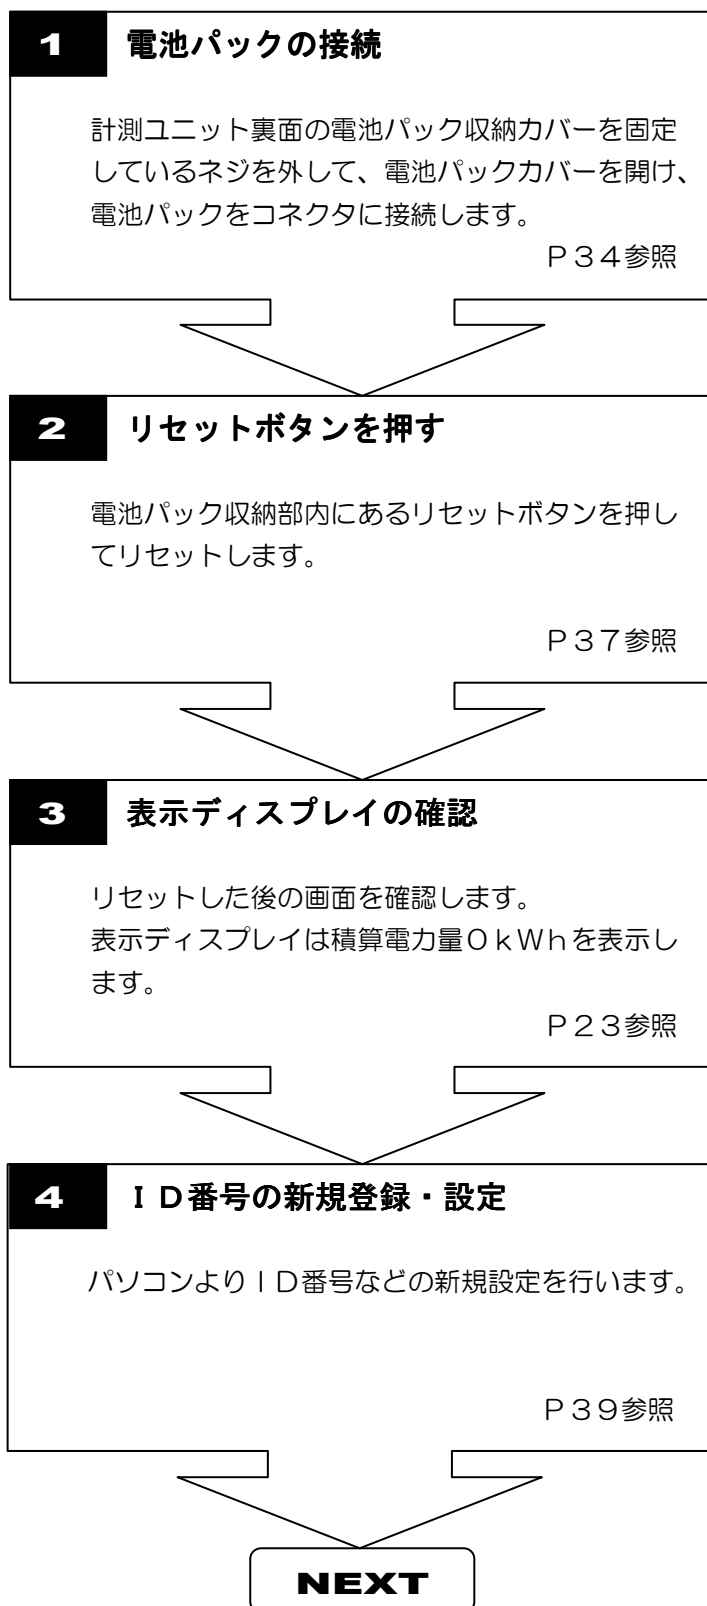 1 電池パックの接続
計測ユニット裏面の電池パック収納カバーを固定
しているネジを外して、電池パックカバーを開け、
電池パックをコネクタに接続します。
Ｐ３４参照
2 リセットボタンを押す
電池パック収納部内にあるリセットボタンを押し
てリセットします。
Ｐ３７参照
3 表示ディスプレイの確認
リセットした後の画面を確認します。
表示ディスプレイは積算電力量０ｋＷｈを表示し
ます。
Ｐ２３参照
4 ＩＤ番号の新規登録・設定
パソコンよりＩＤ番号などの新規設定を行います。
Ｐ３９参照
NEXT